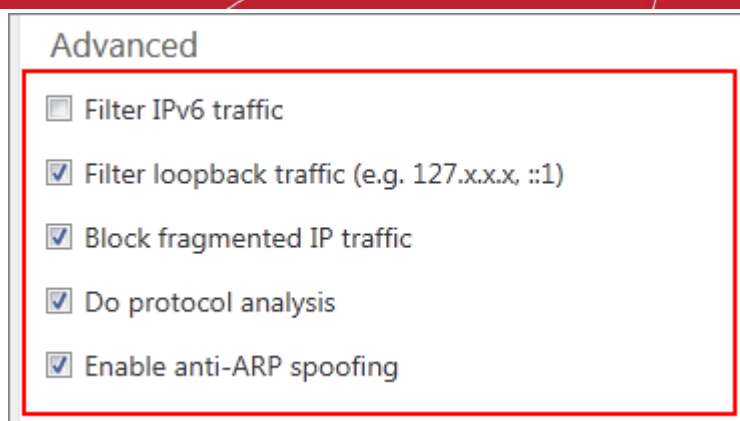 Advanced
Filter IPv6 traffic
Filter loopback traffic (e.g. 127.x.x.x, ::1)
Block fragmented IP traffic
Do protocol analysis
Enable anti-ARP spoofing